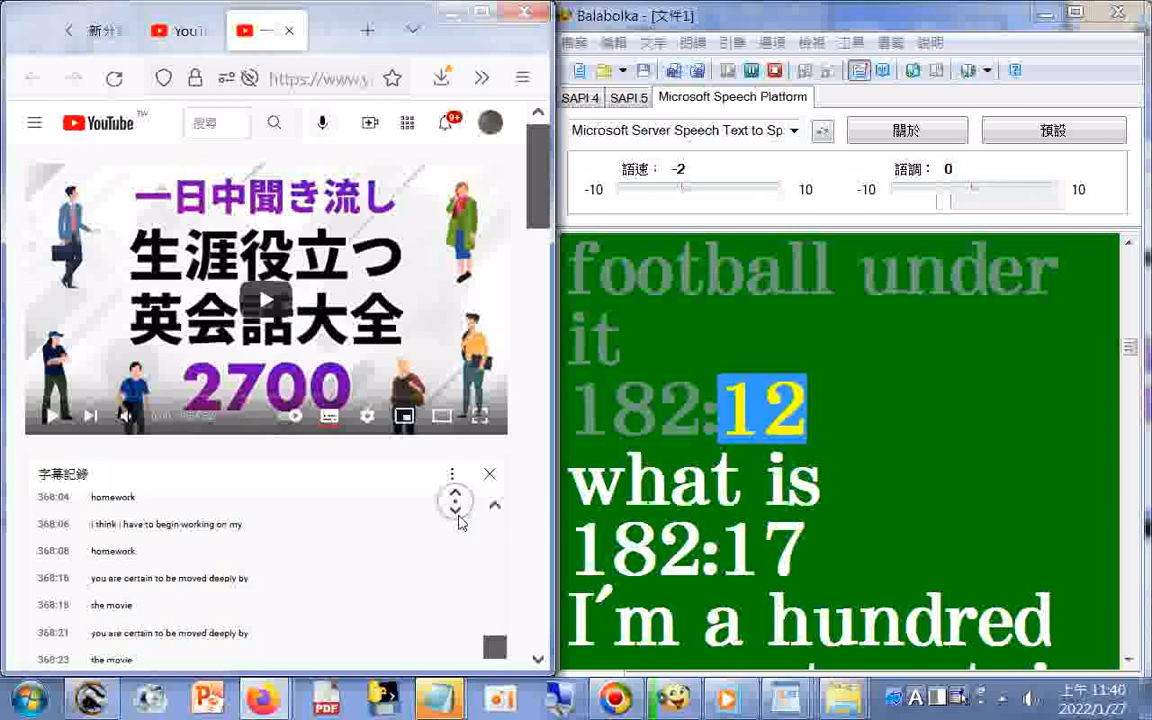 新分
YouTu
Balabolka - [文件1]
檔案 編輯 文字 朗讀 引擎 選項 檢視 工具 書籤 說明
https://www.y
SAPI 4 SAPI 5 Microsoft Speech Platform
YouTube TW
搜尋
9+
Microsoft Server Speech Text to Sp
關於
預設
語速： -2
語調： 0
-10
10
-10
10
一日中聞き流し
生涯役立つ
英会話大全
2700
football under
it
182:12
what is
182:17
I'm a hundred
字幕記錄
368:04 homework
368:06 i think i have to begin working on my
368:08 homework
368:16 you are certain to be moved deeply by
368:18 the movie
368:21 you are certain to be moved deeply by
368:23 the movie
PDF
A
上午 11:40
2022/1/27